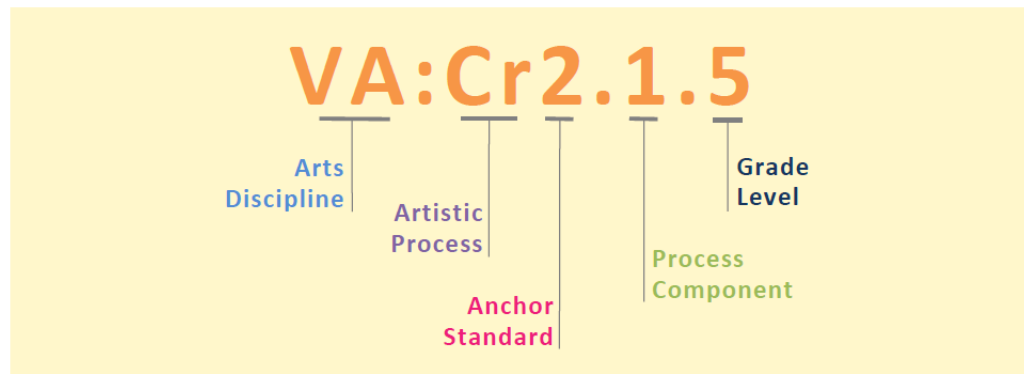 VA:Cr2.1.5
Arts
Discipline
Artistic
Process
Anchor
Standard
Process
Component
Grade
Level